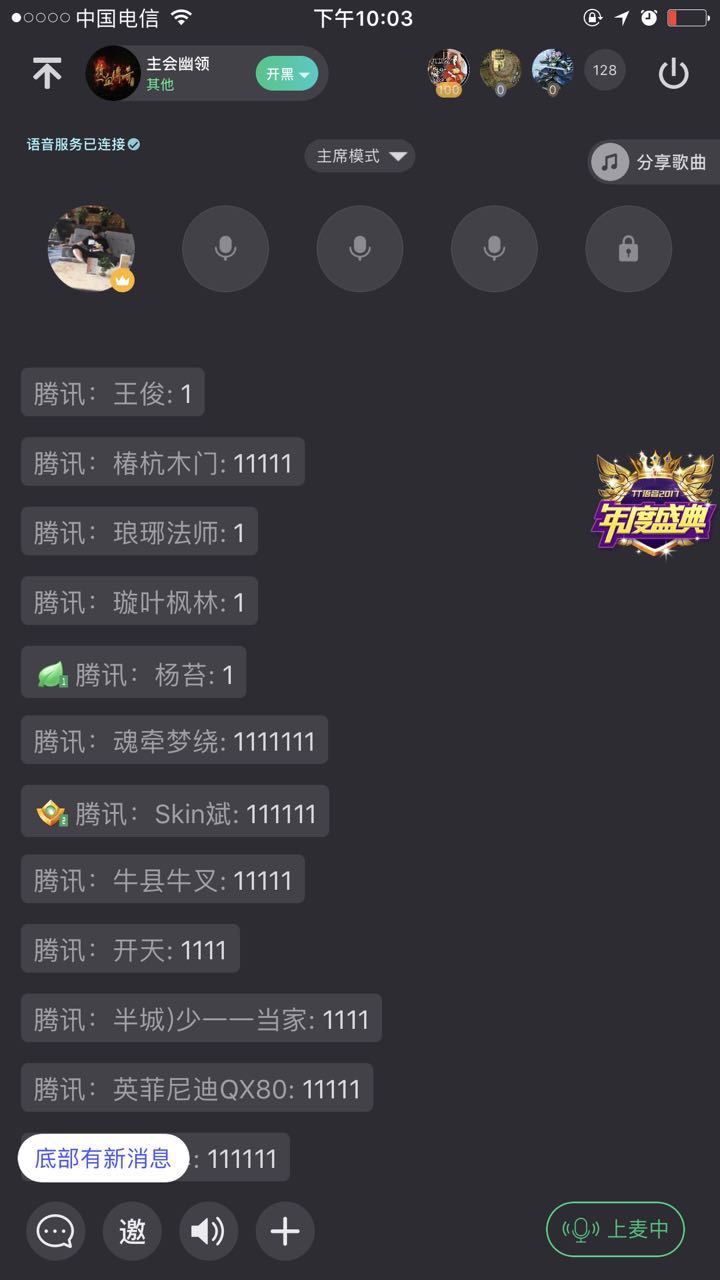 中国电信 下午10:03
主会幽领
其他
开黑
100
0
0
128
语音服务已连接
主席模式
分享歌曲
腾讯：王俊: 1
腾讯：椿杭木门: 11111
腾讯：琅琊法师: 1
TT语音2017
年度盛典
腾讯：璇叶枫林: 1
1 腾讯：杨苔: 1
腾讯：魂牵梦绕: 1111111
2 腾讯：Skin斌: 111111
腾讯：牛县牛叉: 11111
腾讯：开天: 1111
腾讯：半城)少一一当家: 1111
腾讯：英菲尼迪QX80: 11111
底部有新消息 : 111111
邀
上麦中